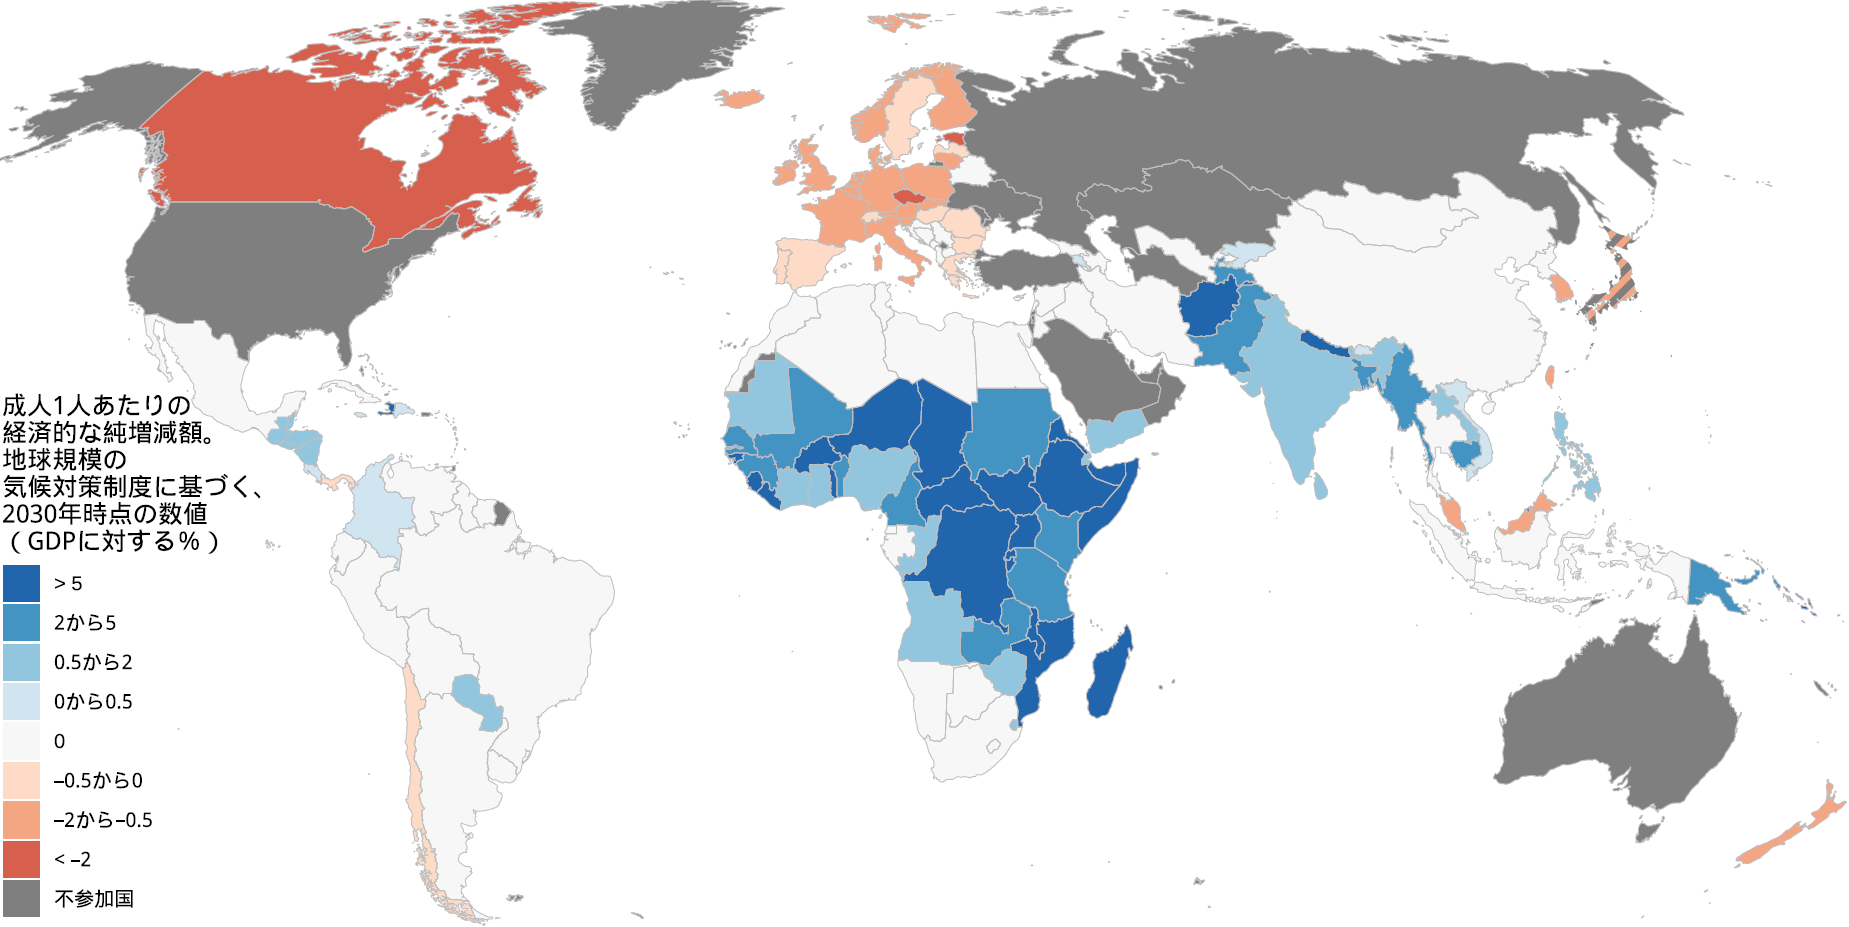 成人1人あたりの
経済的な純増減額。
地球規模の
気候対策制度に基づく、
2030年時点の数値
（GDPに対する％）
> 5
2から5
0.5から2
0から0.5
0
–0.5から0
–2から–0.5
< –2
不参加国